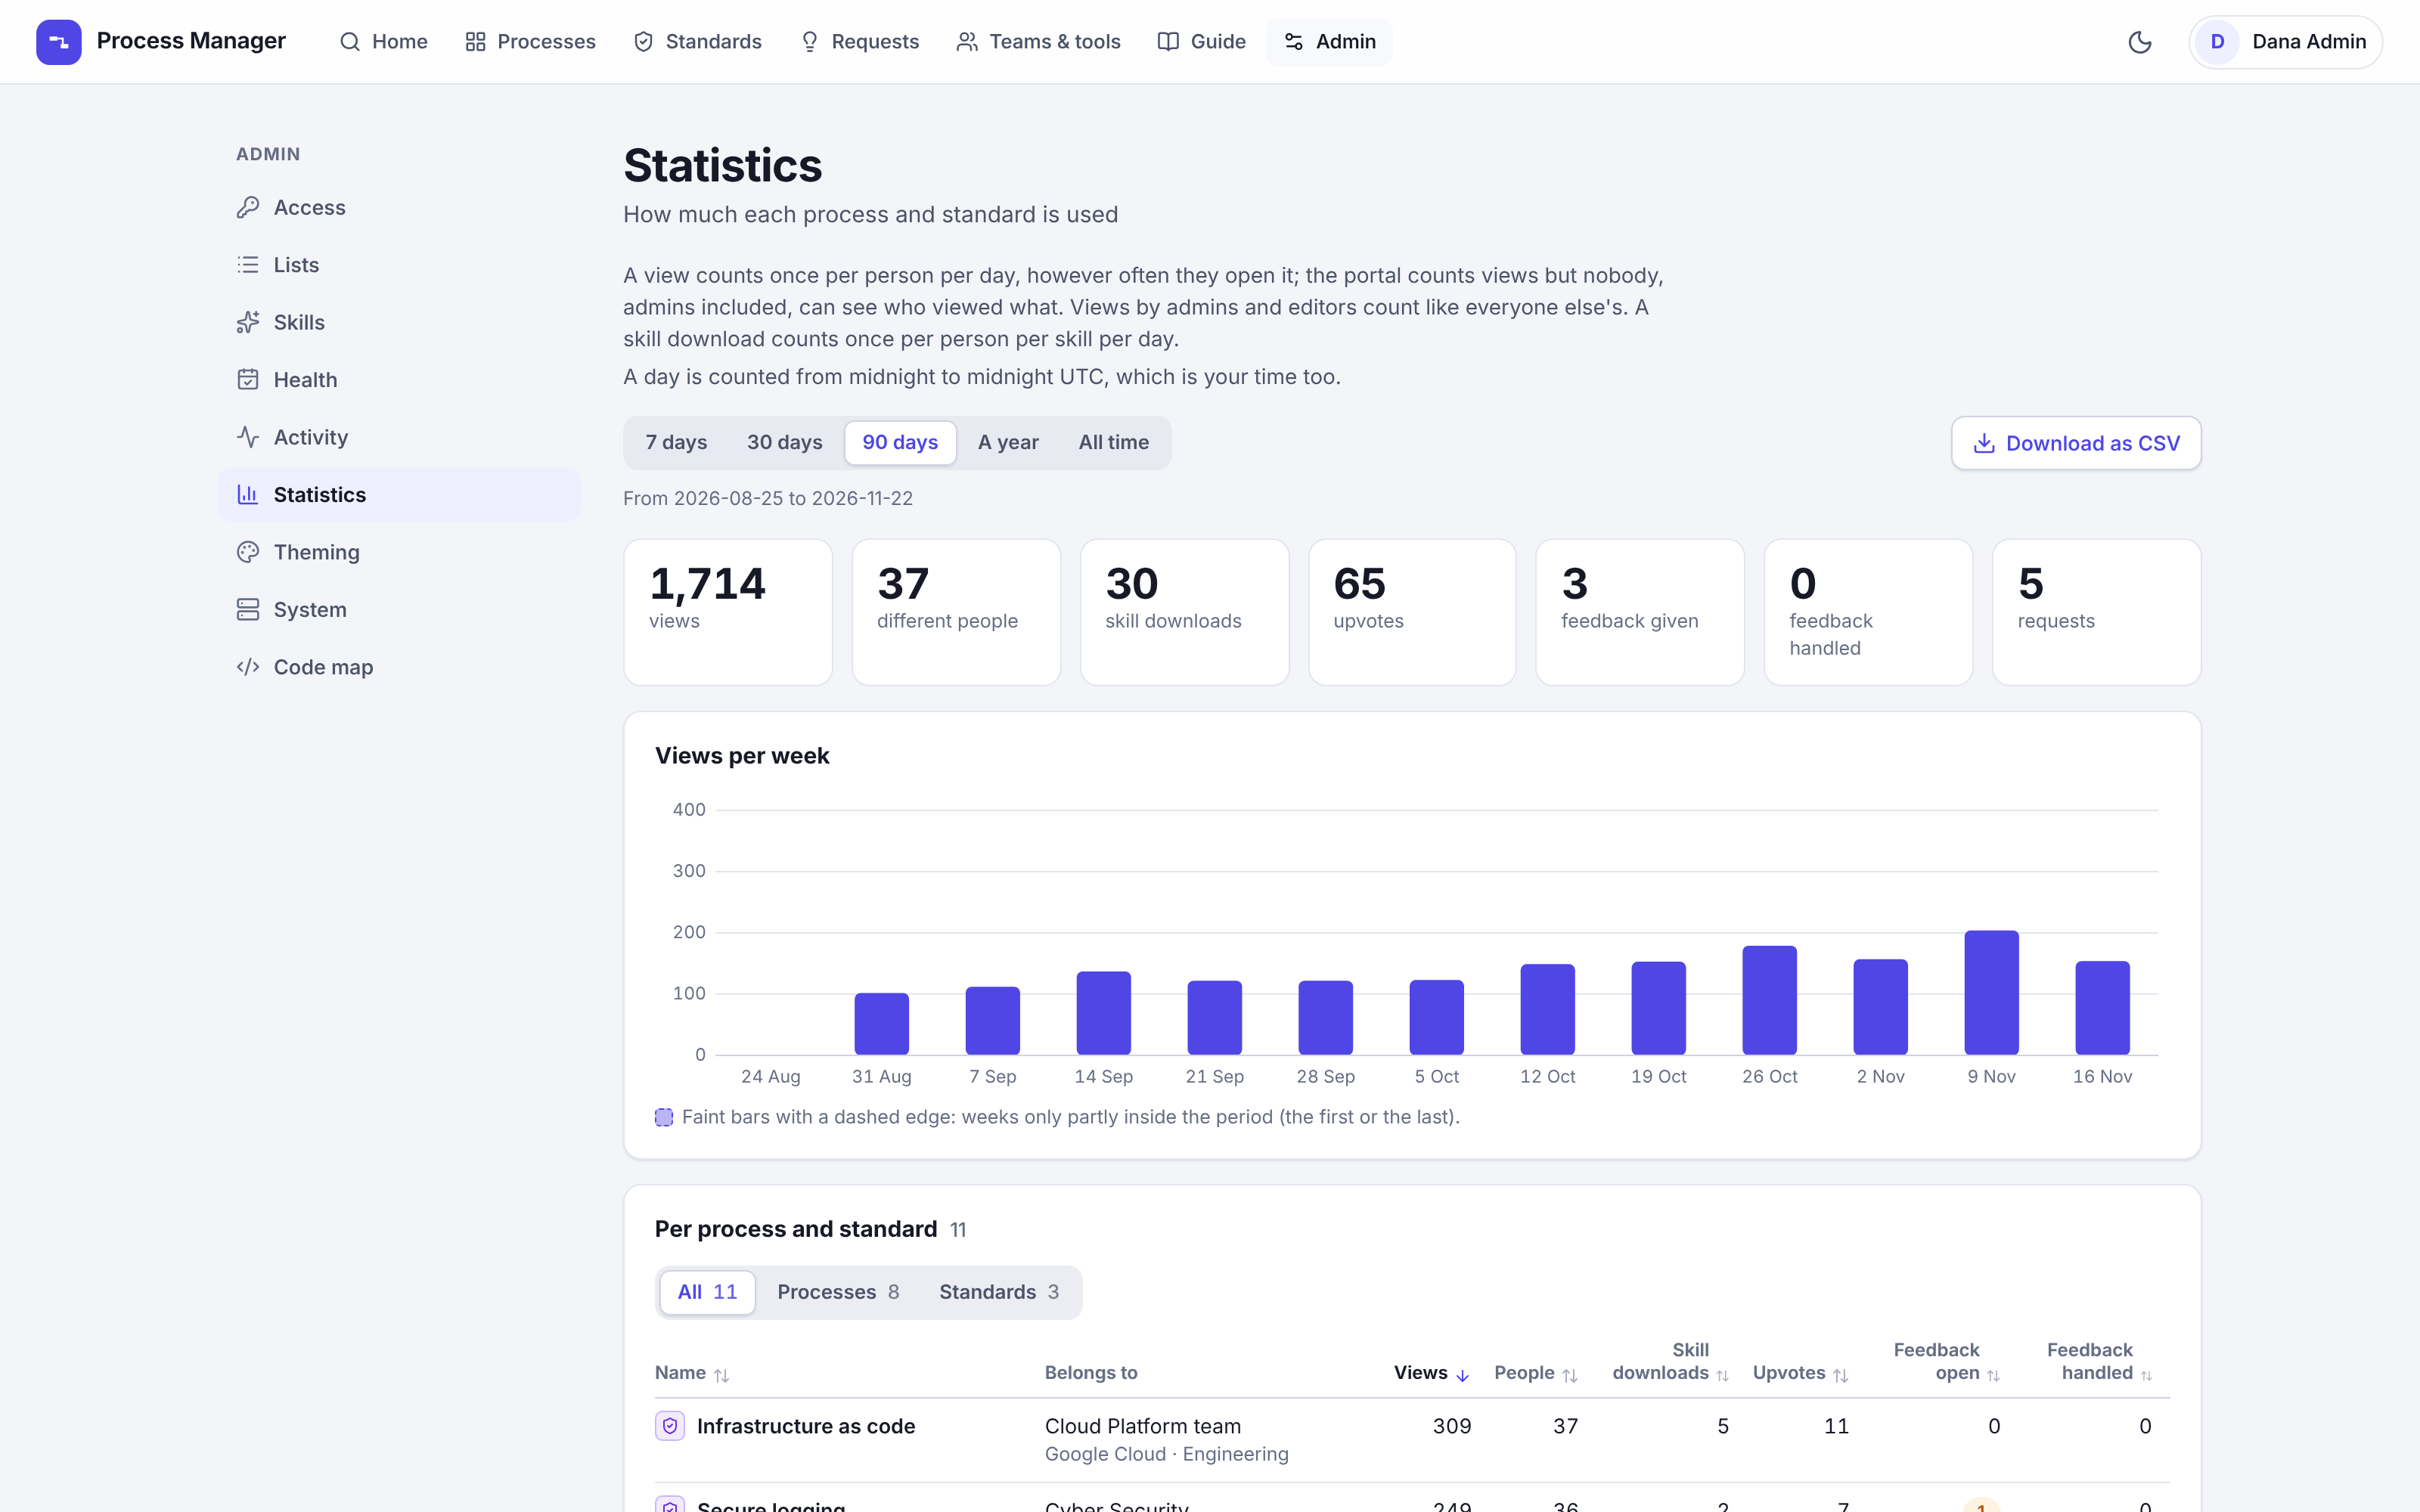 Process Manager
Home
Processes
Standards
Requests
Teams & tools
Guide
Admin
D
Dana Admin
ADMIN
Access
Lists
Skills
Health
Activity
Statistics
Theming
System
Code map
Statistics
How much each process and standard is used
A view counts once per person per day, however often they open it; the portal counts views but nobody,
admins included, can see who viewed what. Views by admins and editors count like everyone else's. A
skill download counts once per person per skill per day.
A day is counted from midnight to midnight UTC, which is your time too.
7 days
30 days
90 days
A year
All time
Download as CSV
From 2026-08-25 to 2026-11-22
1,714
views
37
different people
30
skill downloads
65
upvotes
3
feedback given
0
feedback
handled
5
requests
Views per week
400
300
200
100
0
24 Aug
31 Aug
7 Sep
14 Sep
21 Sep
28 Sep
5 Oct
12 Oct
19 Oct
26 Oct
2 Nov
9 Nov
16 Nov
Faint bars with a dashed edge: weeks only partly inside the period (the first or the last).
Per process and standard 11
All 11
Processes 8
Standards 3
Name
Belongs to
Views
People
Skill
downloads
Upvotes
Feedback
open
Feedback
handled
Infrastructure as code
Cloud Platform team
Google Cloud · Engineering
309
37
5
11
0
0
Secure logging
Cyber Security
249
36
2
7
1
0